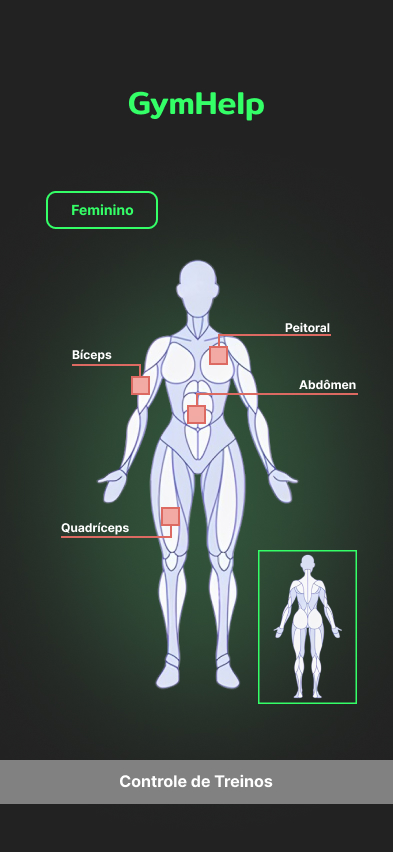 GymHelp
Feminino
Peitoral
Bíceps
Abdômen
Quadríceps
Controle de Treinos